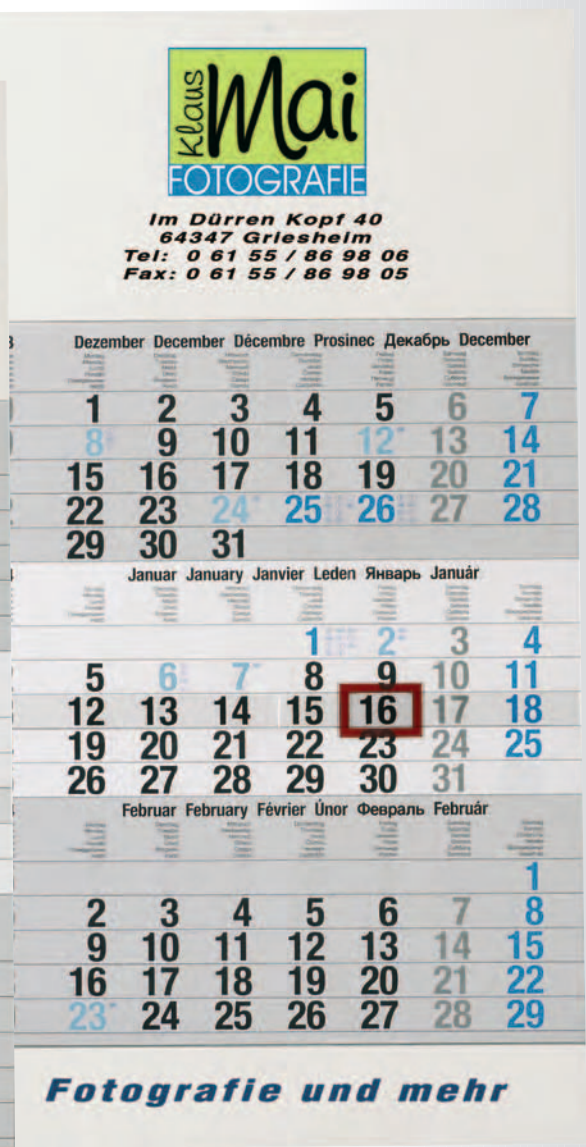 klaus Mai
FOTOGRAFIE
Im Dürren Kopf 40
64347 Griesheim
Tel: 0 61 55 / 86 98 06
Fax: 0 61 55 / 86 98 05
Dezember December Décembre Prosinec Декабрь December
1 2 3 4 5 6 7
8 9 10 11 12 13 14
15 16 17 18 19 20 21
22 23 24 25 26 27 28
29 30 31
Januar January Janvier Leden Январь Január
1 2 3 4
5 6 7 8 9 10 11
12 13 14 15 16 17 18
19 20 21 22 23 24 25
26 27 28 29 30 31
Februar February Février Únor Февраль Február
1
2 3 4 5 6 7 8
9 10 11 12 13 14 15
16 17 18 19 20 21 22
23 24 25 26 27 28 29
Fotografie und mehr